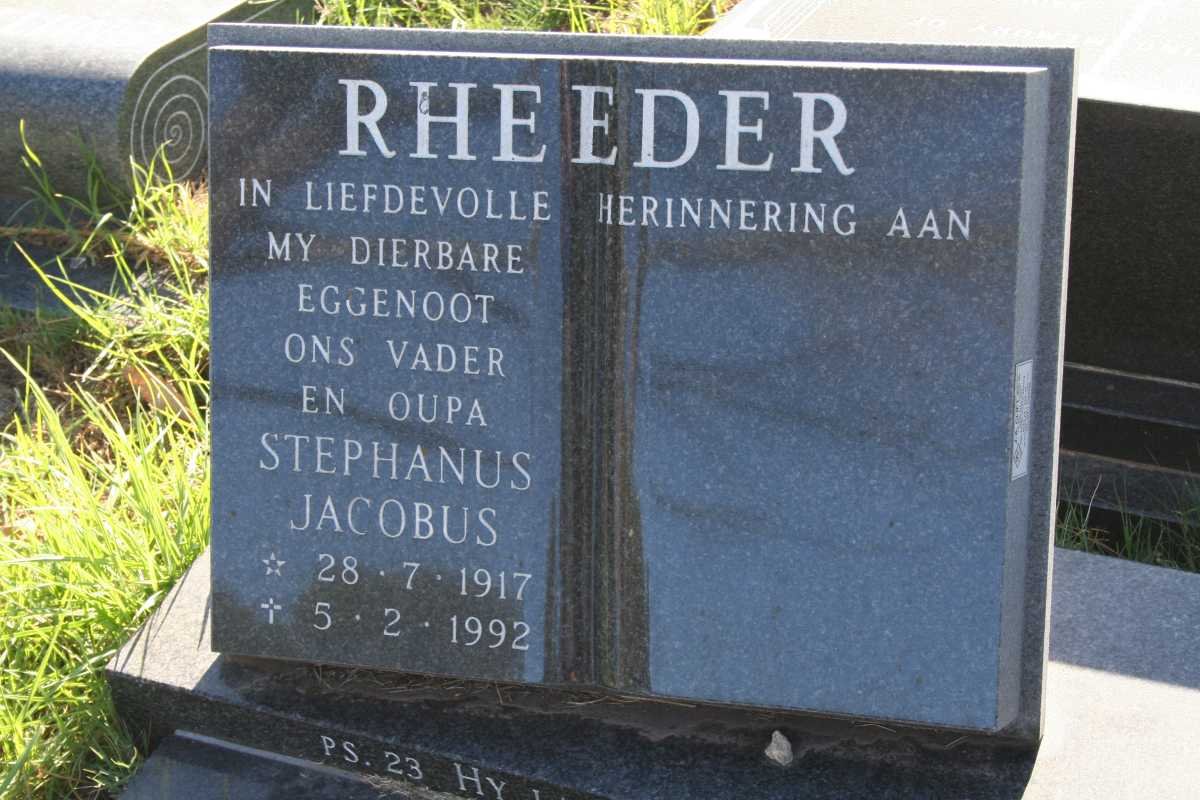 RHEEDER
IN LIEFDEVOLLE HERINNERING AAN
MY DIERBARE
EGGENOOT
ONS VADER
EN OUPA
STEPHANUS
JACOBUS
☆ 28 · 7 · 1917
✝ 5 · 2 · 1992
PS. 23 HY